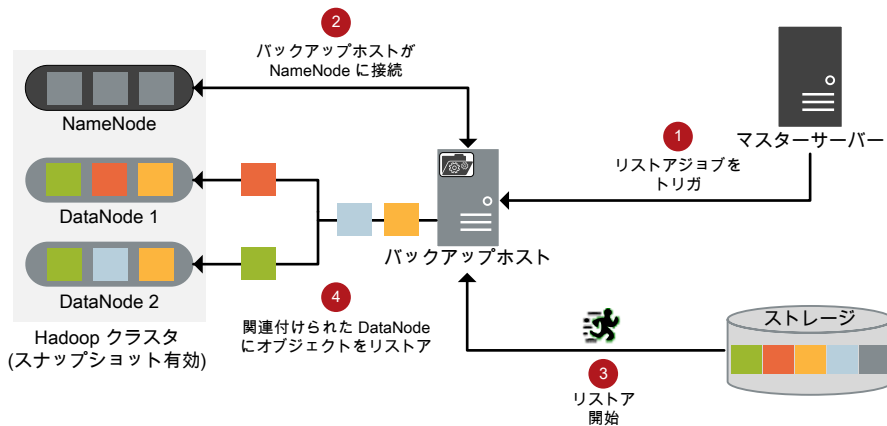 2
バックアップホストが
NameNode に接続
NameNode
マスターサーバー
1
リストアジョブを
トリガ
DataNode 1
バックアップホスト
DataNode 2
4
関連付けられた DataNode
にオブジェクトをリストア
Hadoop クラスタ
(スナップショット有効)
ストレージ
3
リストア
開始